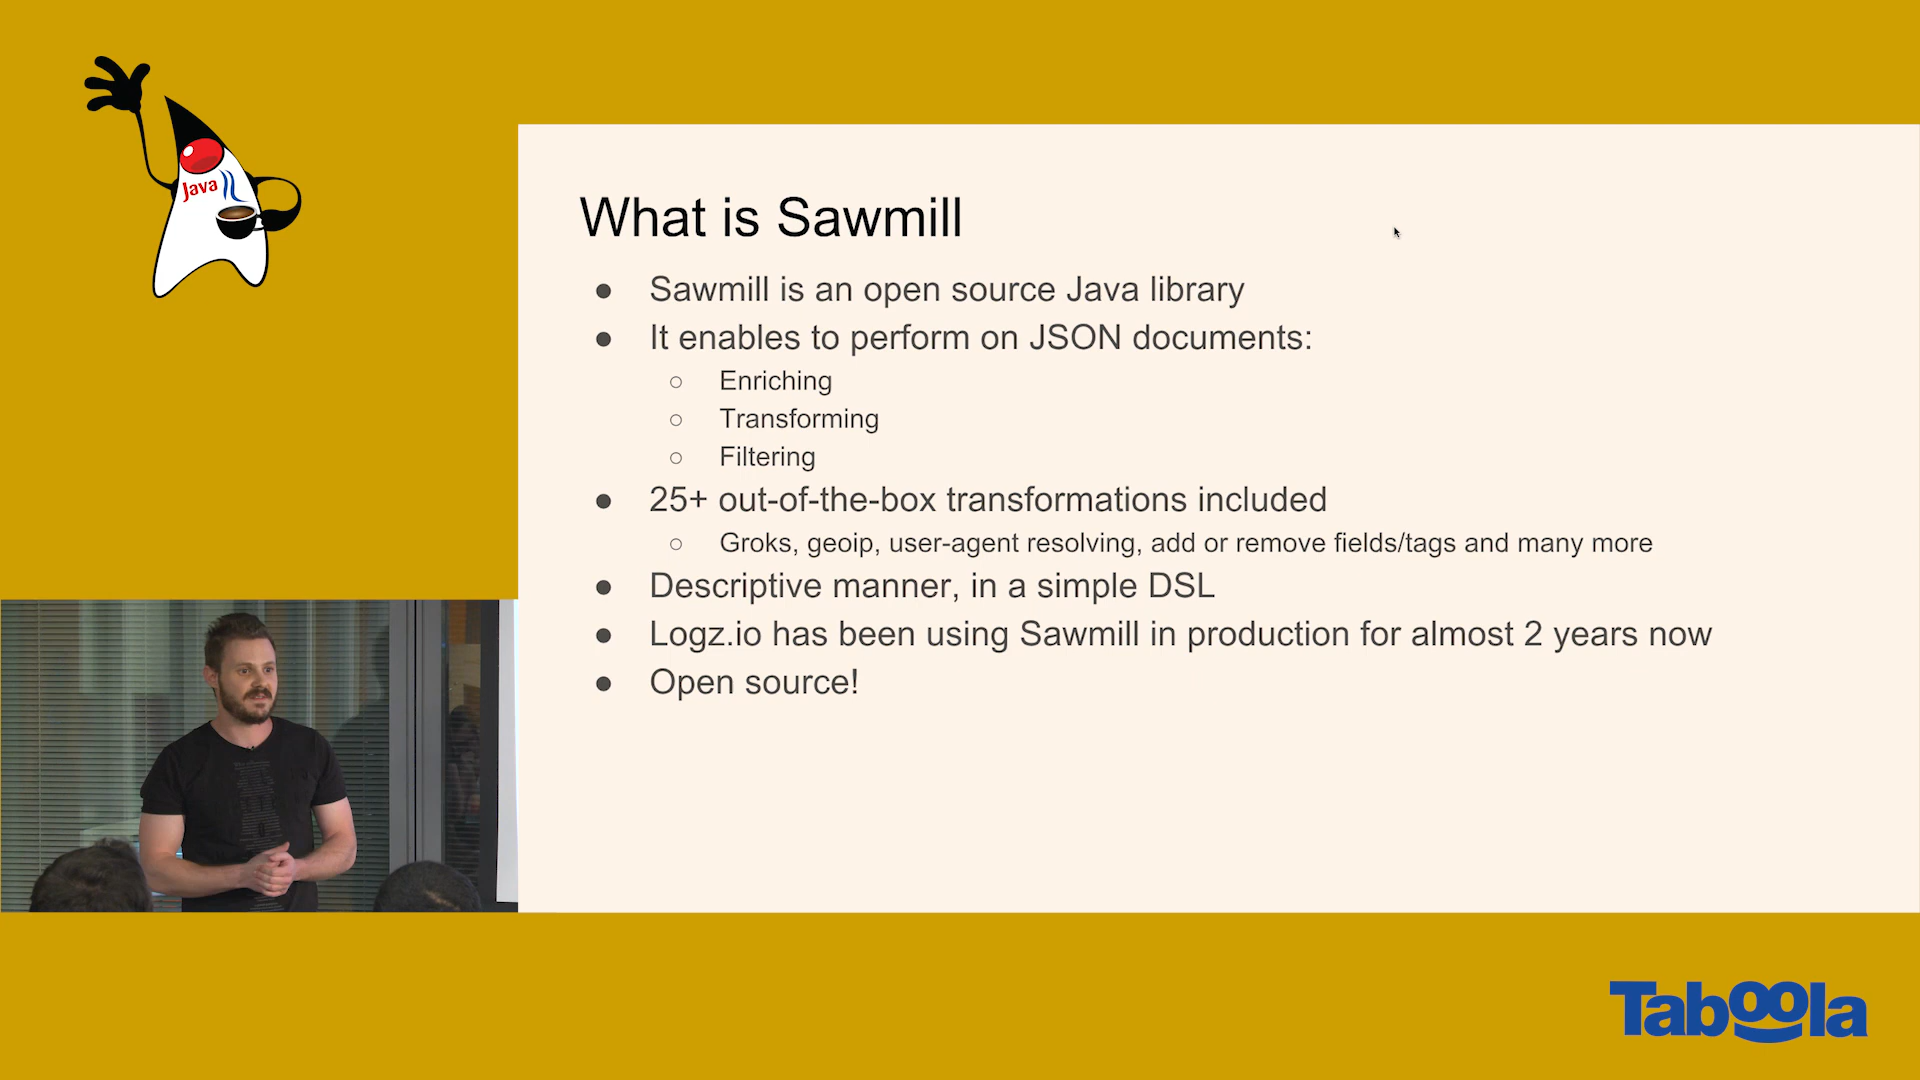 Java
What is Sawmill
● Sawmill is an open source Java library
● It enables to perform on JSON documents:
○ Enriching
○ Transforming
○ Filtering
● 25+ out-of-the-box transformations included
○ Groks, geoip, user-agent resolving, add or remove fields/tags and many more
● Descriptive manner, in a simple DSL
● Logz.io has been using Sawmill in production for almost 2 years now
● Open source!
Taboola